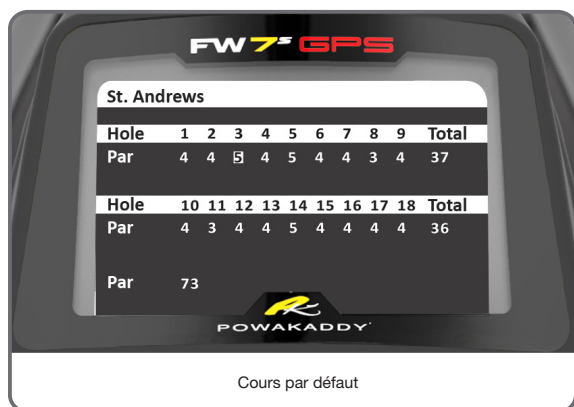 FW 7s GPS
St. Andrews
Hole 1 2 3 4 5 6 7 8 9 Total
Par 4 4 5 4 5 4 4 3 4 37
Hole 10 11 12 13 14 15 16 17 18 Total
Par 4 3 4 4 5 4 4 4 4 36
Par 73
POWAKADDY
Cours par défaut